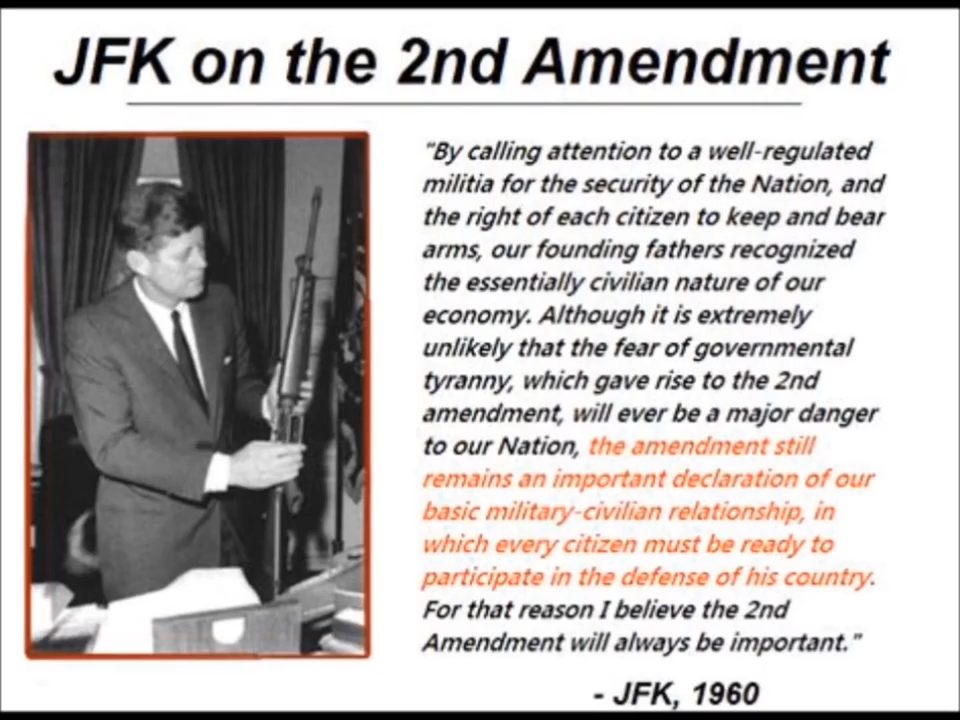 JFK on the 2nd Amendment
"By calling attention to a well-regulated
militia for the security of the Nation, and
the right of each citizen to keep and bear
arms, our founding fathers recognized
the essentially civilian nature of our
economy. Although it is extremely
unlikely that the fear of governmental
tyranny, which gave rise to the 2nd
amendment, will ever be a major danger
to our Nation, the amendment still
remains an important declaration of our
basic military-civilian relationship, in
which every citizen must be ready to
participate in the defense of his country.
For that reason I believe the 2nd
Amendment will always be important."
- JFK, 1960